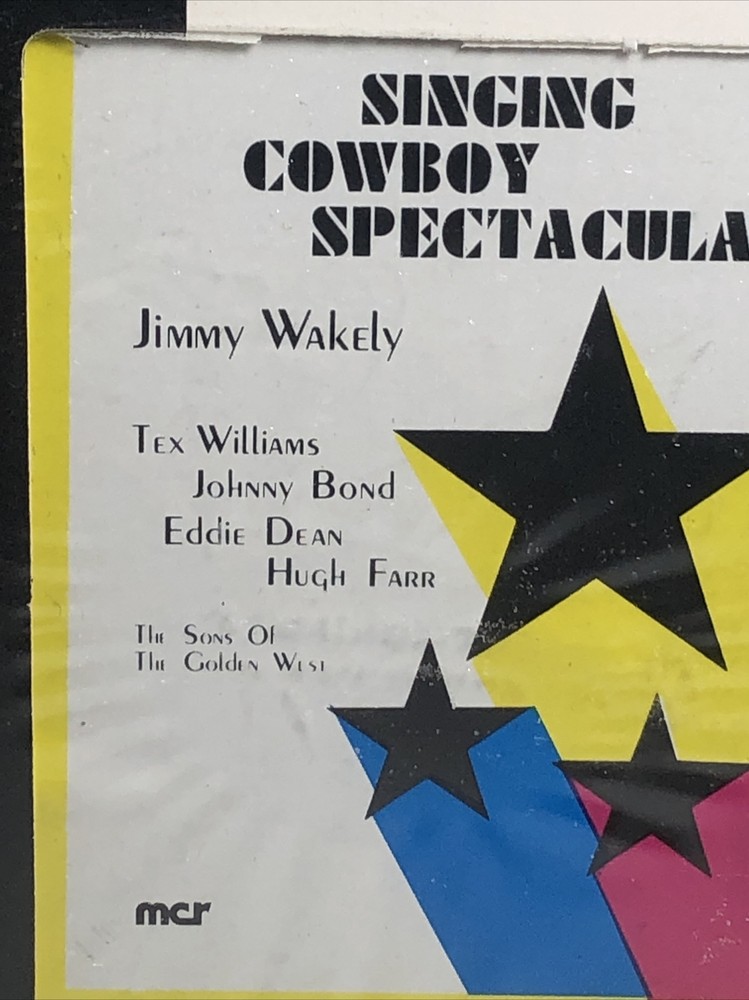 SINGING
COWBOY
SPECTACULA
Jimmy Wakely
Tex Williams
Johnny Bond
Eddie Dean
Hugh Farr
The Sons Of
The Golden West
mcr